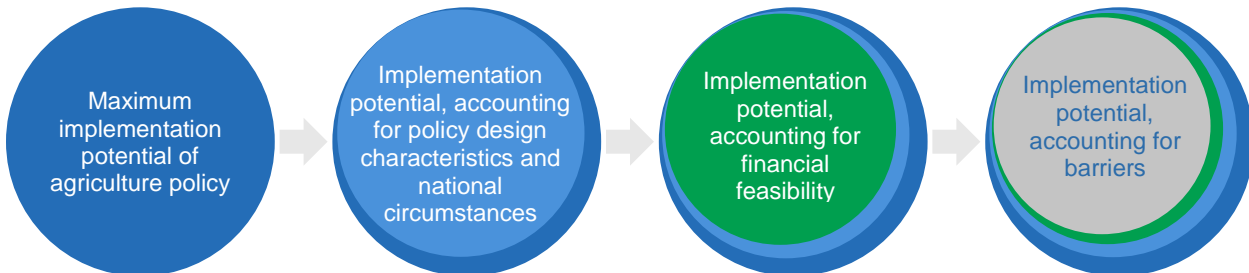 Maximum
implementation
potential of
agriculture policy
Implementation
potential, accounting
for policy design
characteristics and
national
circumstances
Implementation
potential,
accounting for
financial
feasibility
Implementation
potential,
accounting for
barriers